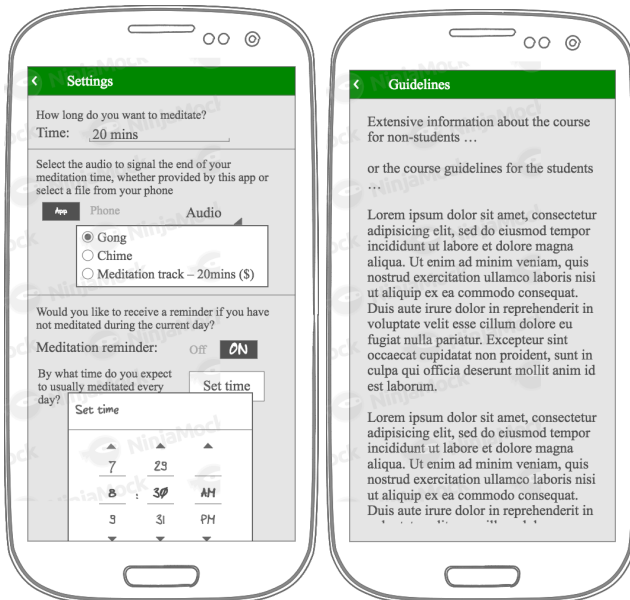 Settings
How long do you want to meditate?
Time: 20 mins
Select the audio to signal the end of your
meditation time, whether provided by this app or
select a file from your phone
App Phone Audio
Gong
Chime
Meditation track – 20mins ($)
Would you like to receive a reminder if you have
not meditated during the current day?
Meditation reminder: Off ON
By what time do you expect
to usually meditated every
day?
Set time
Set time
7 29
8 : 30 AM
9 31 PM
Guidelines
Extensive information about the course
for non-students ...
or the course guidelines for the students
...
Lorem ipsum dolor sit amet, consectetur
adipisicing elit, sed do eiusmod tempor
incididunt ut labore et dolore magna
aliqua. Ut enim ad minim veniam, quis
nostrud exercitation ullamco laboris nisi
ut aliquip ex ea commodo consequat.
Duis aute irure dolor in reprehenderit in
voluptate velit esse cillum dolore eu
fugiat nulla pariatur. Excepteur sint
occaecat cupidatat non proident, sunt in
culpa qui officia deserunt mollit anim id
est laborum.
Lorem ipsum dolor sit amet, consectetur
adipisicing elit, sed do eiusmod tempor
incididunt ut labore et dolore magna
aliqua. Ut enim ad minim veniam, quis
nostrud exercitation ullamco laboris nisi
ut aliquip ex ea commodo consequat.
Duis aute irure dolor in reprehenderit in
NinjaMock